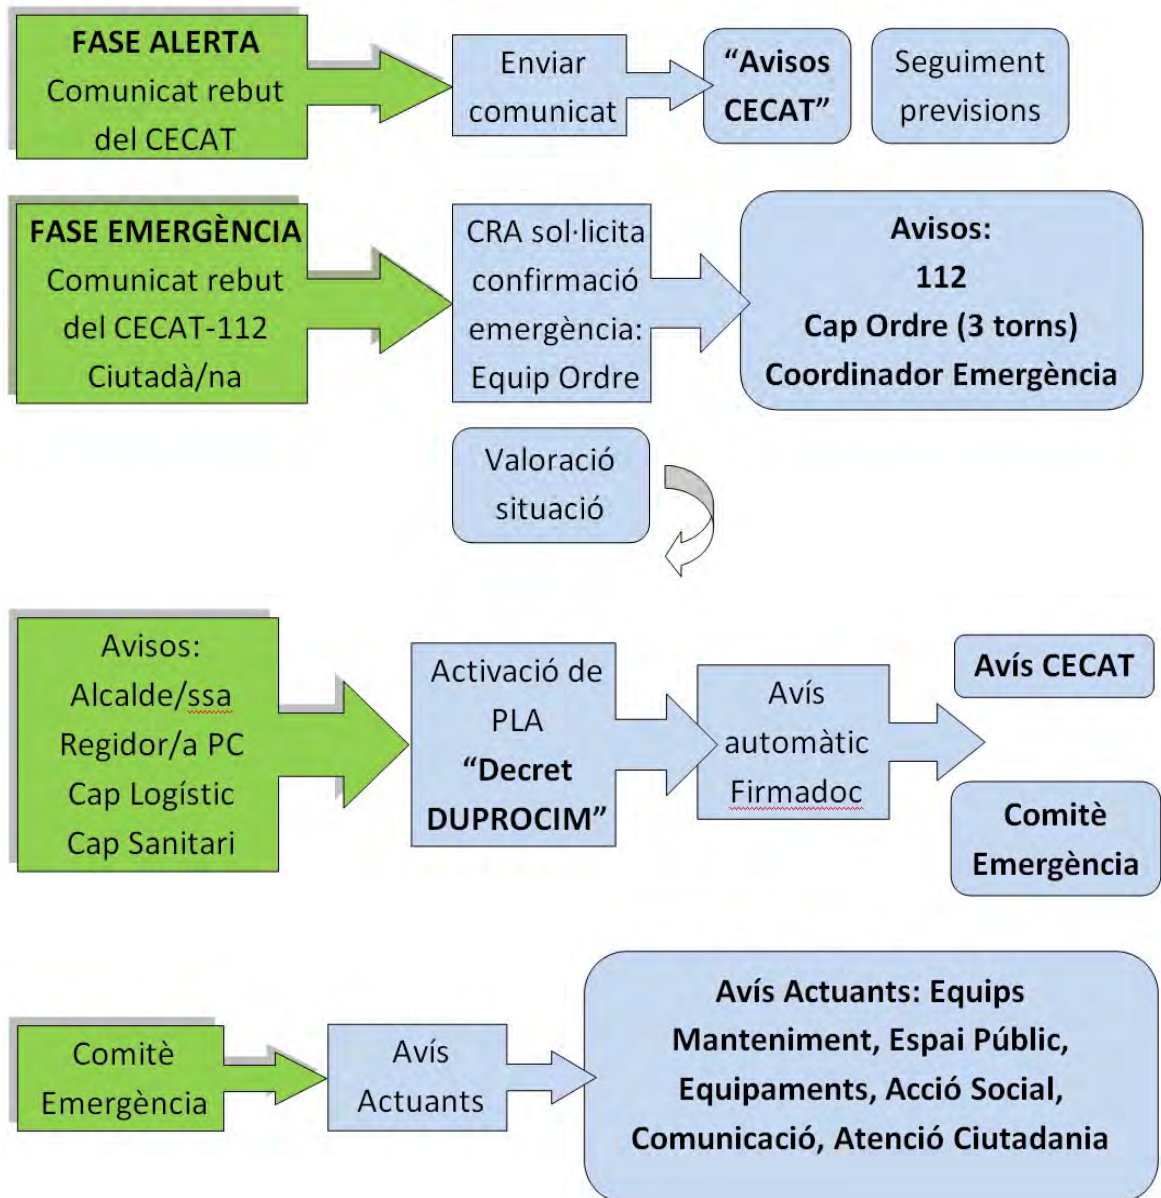 FASE ALERTA
Comunicat rebut
del CECAT
Enviar
comunicat
“Avisos
CECAT”
Seguiment
previsions
FASE EMERGÈNCIA
Comunicat rebut
del CECAT-112
Ciutadà/na
CRA sol·licita
confirmació
emergència:
Equip Ordre
Avisos:
112
Cap Ordre (3 torns)
Coordinador Emergència
Valoració
situació
Avisos:
Alcalde/ssa
Regidor/a PC
Cap Logístic
Cap Sanitari
Activació de
PLA
“Decret
DUPROCIM”
Avís
automàtic
Firmadoc
Avís CECAT
Comitè
Emergència
Comitè
Emergència
Avís
Actuants
Avís Actuants: Equips
Manteniment, Espai Públic,
Equipaments, Acció Social,
Comunicació, Atenció Ciutadania